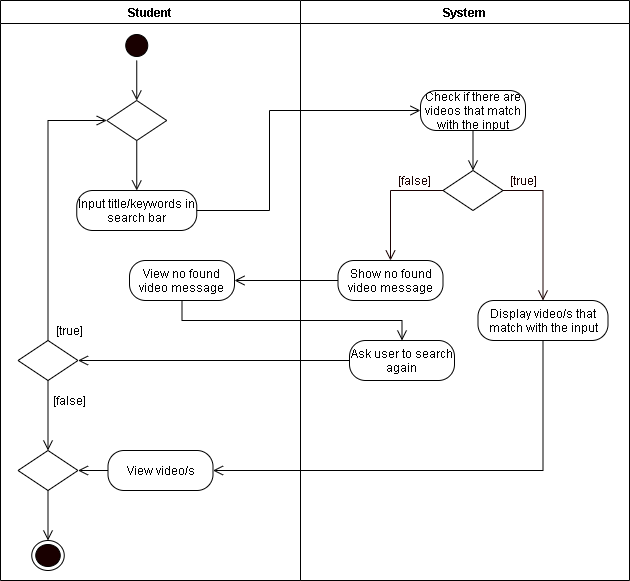 Student
System
Check if there are
videos that match
with the input
[false]
[true]
Input title/keywords in
search bar
View no found
video message
Show no found
video message
Display video/s that
match with the input
[true]
Ask user to search
again
[false]
View video/s